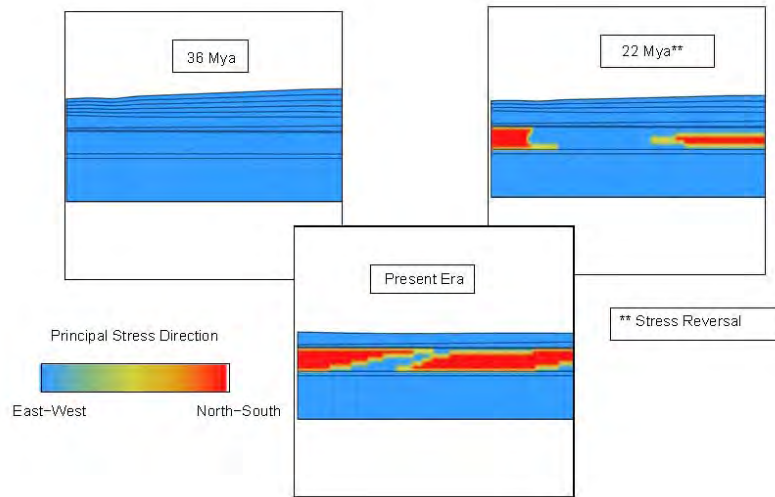 36 Mya
22 Mya**
Present Era
** Stress Reversal
Principal Stress Direction
East-West
North-South